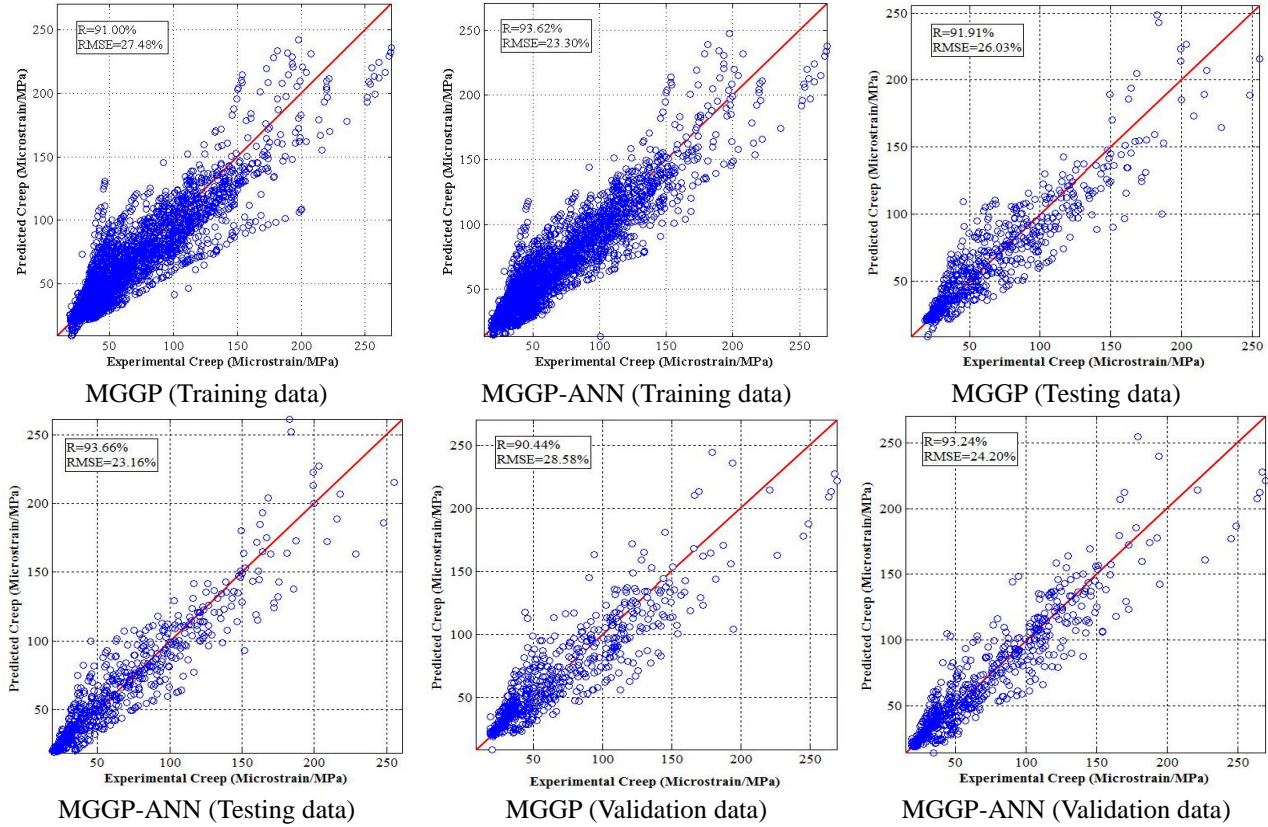 R=91.00%
RMSE=27.48%
250
200
150
100
50
Predicted Creep (Microstrain/MPa)
50 100 150 200 250
Experimental Creep (Microstrain/MPa)
MGGP (Training data)
R=93.62%
RMSE=23.30%
250
200
150
100
50
Predicted Creep (Microstrain/MPa)
50 100 150 200 250
Experimental Creep (Microstrain/MPa)
MGGP-ANN (Training data)
R=91.91%
RMSE=26.03%
250
200
150
100
50
Predicted Creep (Microstrain/MPa)
50 100 150 200 250
Experimental Creep (Microstrain/MPa)
MGGP (Testing data)
R=93.66%
RMSE=23.16%
250
200
150
100
50
Predicted Creep (Microstrain/MPa)
50 100 150 200 250
Experimental Creep (Microstrain/MPa)
MGGP-ANN (Testing data)
R=90.44%
RMSE=28.58%
250
200
150
100
50
Predicted Creep (Microstrain/MPa)
50 100 150 200 250
Experimental Creep (Microstrain/MPa)
MGGP (Validation data)
R=93.24%
RMSE=24.20%
250
200
150
100
50
Predicted Creep (Microstrain/MPa)
50 100 150 200 250
Experimental Creep (Microstrain/MPa)
MGGP-ANN (Validation data)